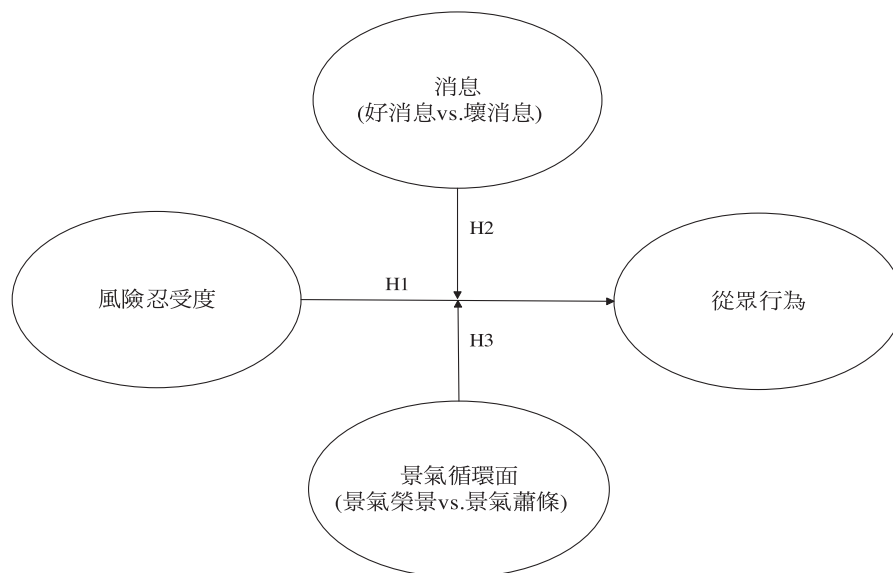 消息
(好消息vs.壞消息)
H2
風險忍受度
H1
從眾行為
H3
景氣循環面
(景氣榮景vs.景氣蕭條)